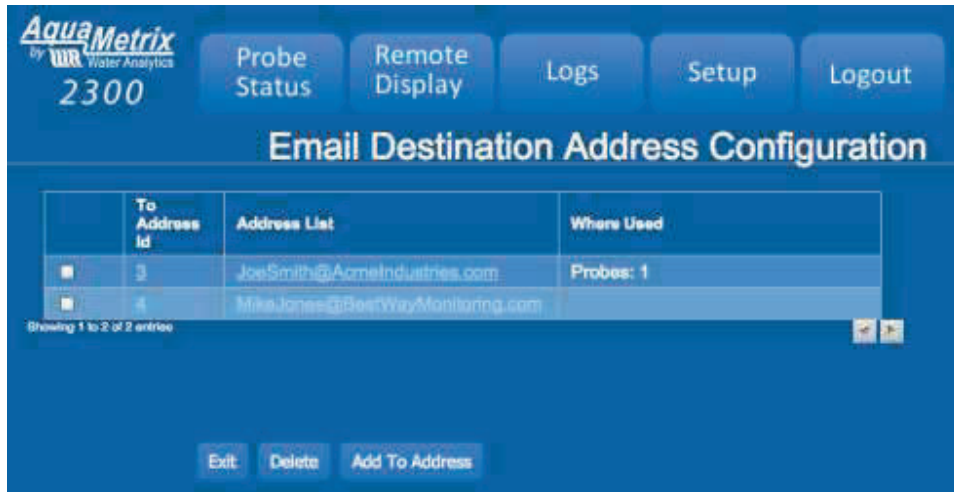 AquaMetrix
by WR Water Analytics
2300
Probe
Status
Remote
Display
Logs
Setup
Logout
Email Destination Address Configuration
To
Address
Id
Address List
Where Used
3
JoeSmith@AcmeIndustries.com
Probes: 1
4
MikeJones@BestWayMonitoring.com
Showing 1 to 2 of 2 entries
Exit
Delete
Add To Address